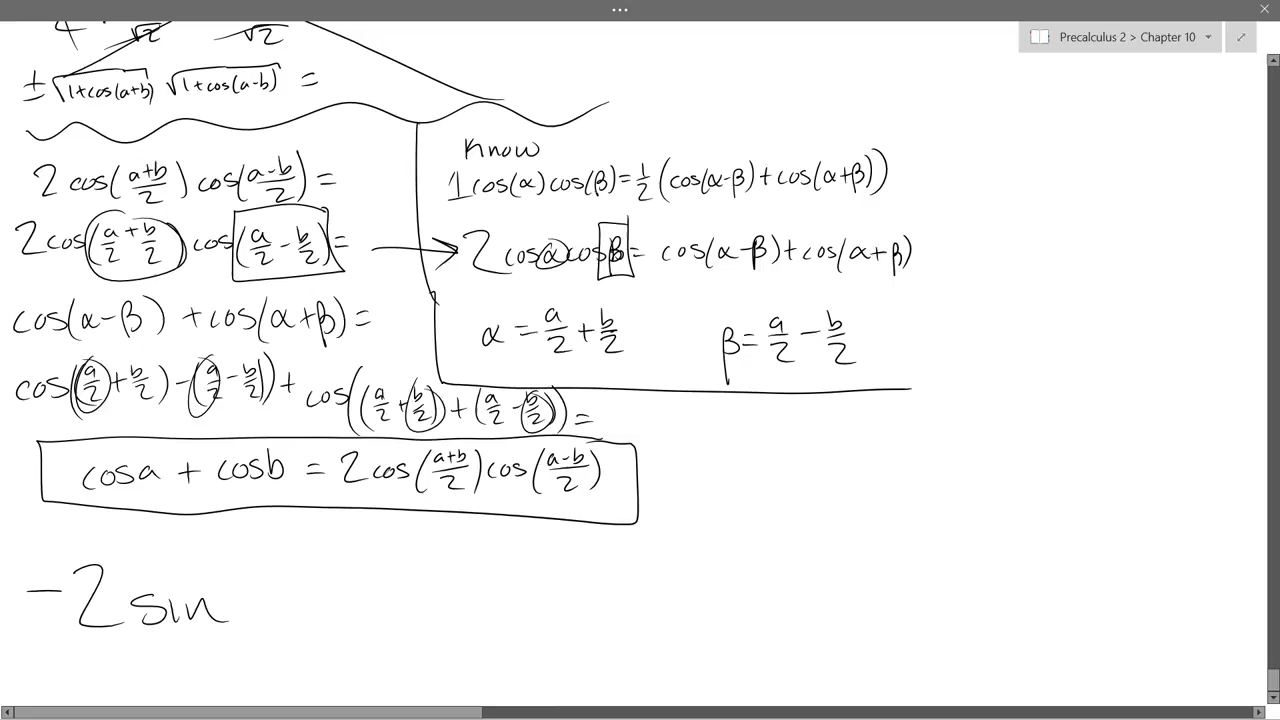 Precalculus 2 > Chapter 10
4 √2 √2
± √1+cos(a+b) √1+cos(a-b) =
2 cos(a+b/2) cos(a-b/2) =
2 cos(a/2 + b/2) cos(a/2 - b/2) =
cos(α-β) + cos(α+β) =
cos((a/2 + b/2) - (a/2 - b/2)) + cos((a/2 + b/2) + (a/2 - b/2)) =
cos a + cos b = 2 cos(a+b/2) cos(a-b/2)
-2 sin
Know
1 cos(α) cos(β) = 1/2 (cos(α-β) + cos(α+β))
2 cos α cos β = cos(α-β) + cos(α+β)
α = a/2 + b/2 β = a/2 - b/2